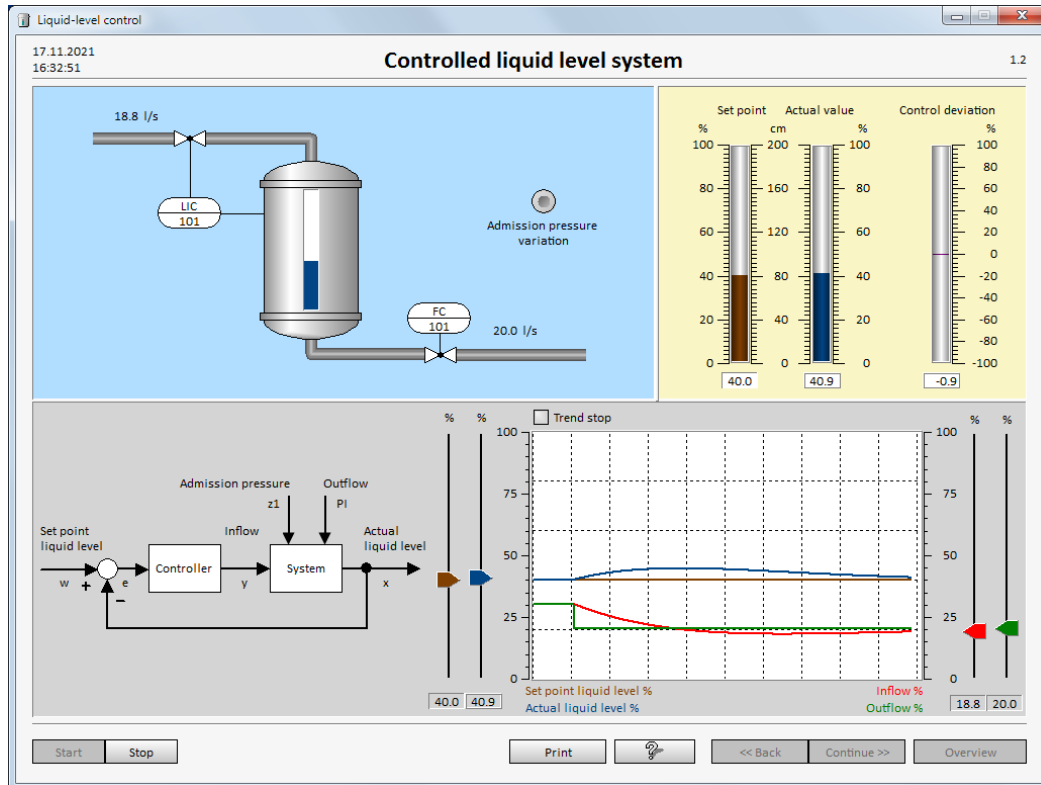 Liquid-level control
17.11.2021
16:32:51
Controlled liquid level system
1.2
18.8 l/s
LIC
101
Admission pressure
variation
FC
101
20.0 l/s
Set point
Actual value
Control deviation
%
cm
%
%
100
200
100
100
80
80
160
80
60
60
40
60
120
60
20
0
40
80
40
-20
-40
20
40
20
-60
-80
0
0
0
-100
40.0
40.9
-0.9
%
%
Trend stop
%
%
100
100
75
75
50
50
25
25
0
0
Admission pressure
Outflow
z1
PI
Set point
liquid level
Inflow
Actual
liquid level
Controller
System
w
+
e
y
x
−
40.0
40.9
Set point liquid level %
Inflow %
Actual liquid level %
Outflow %
18.8
20.0
Start
Stop
Print
?
<< Back
Continue >>
Overview